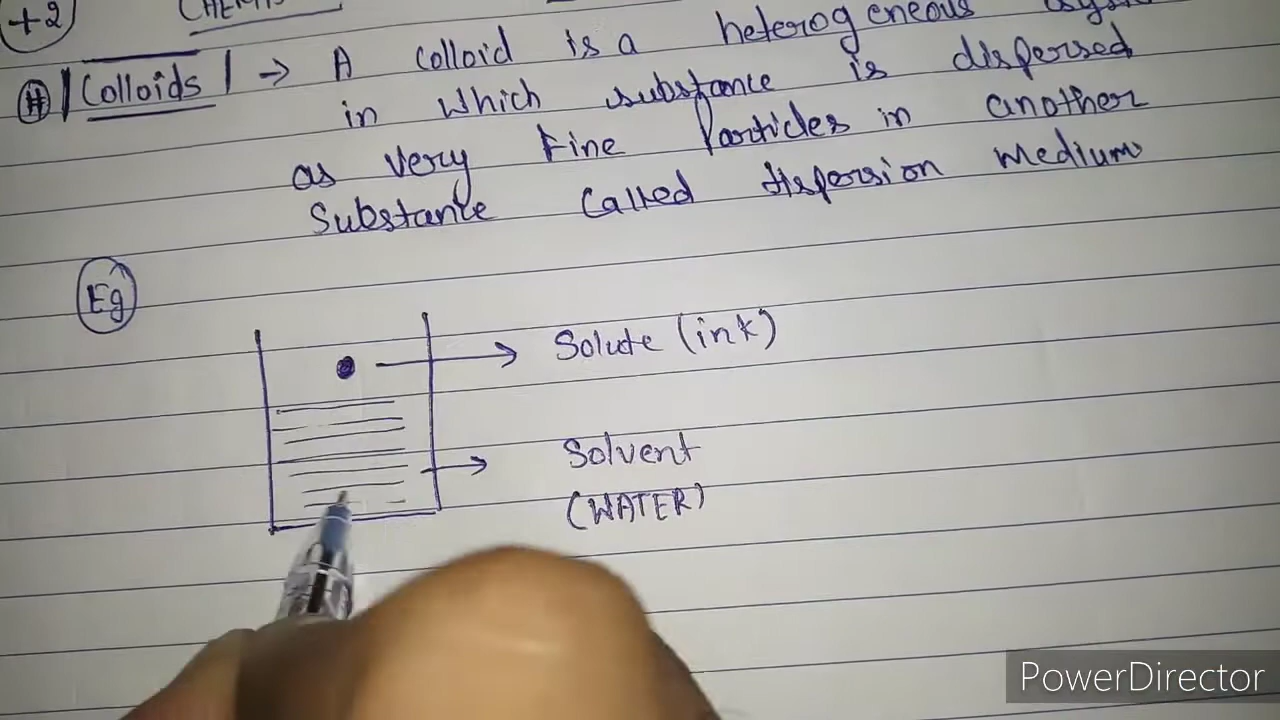 +2
(#) Colloids → A colloid is a heterogeneous
in which substance is dispersed
as very Fine Particles in another
Substance Called dispersion medium
Eg
Solute (ink)
Solvent
(WATER)
PowerDirector